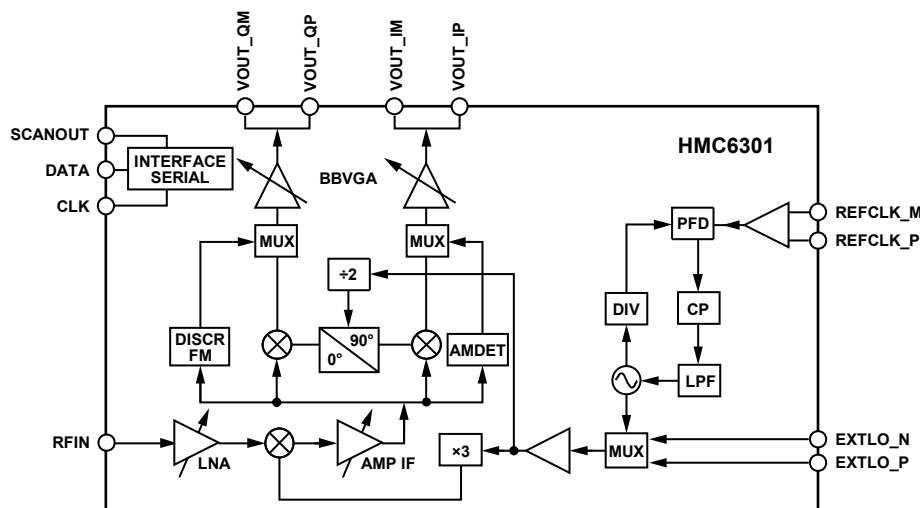 VOUT_QM
VOUT_QP
VOUT_IM
VOUT_IP
SCANOUT
DATA
CLK
INTERFACE
SERIAL
BBVGA
HMC6301
MUX
MUX
÷2
PFD
REFCLK_M
REFCLK_P
DIV
CP
DISCR
FM
0°
90°
AMDET
LPF
RFIN
LNA
AMP IF
×3
MUX
EXTLO_N
EXTLO_P